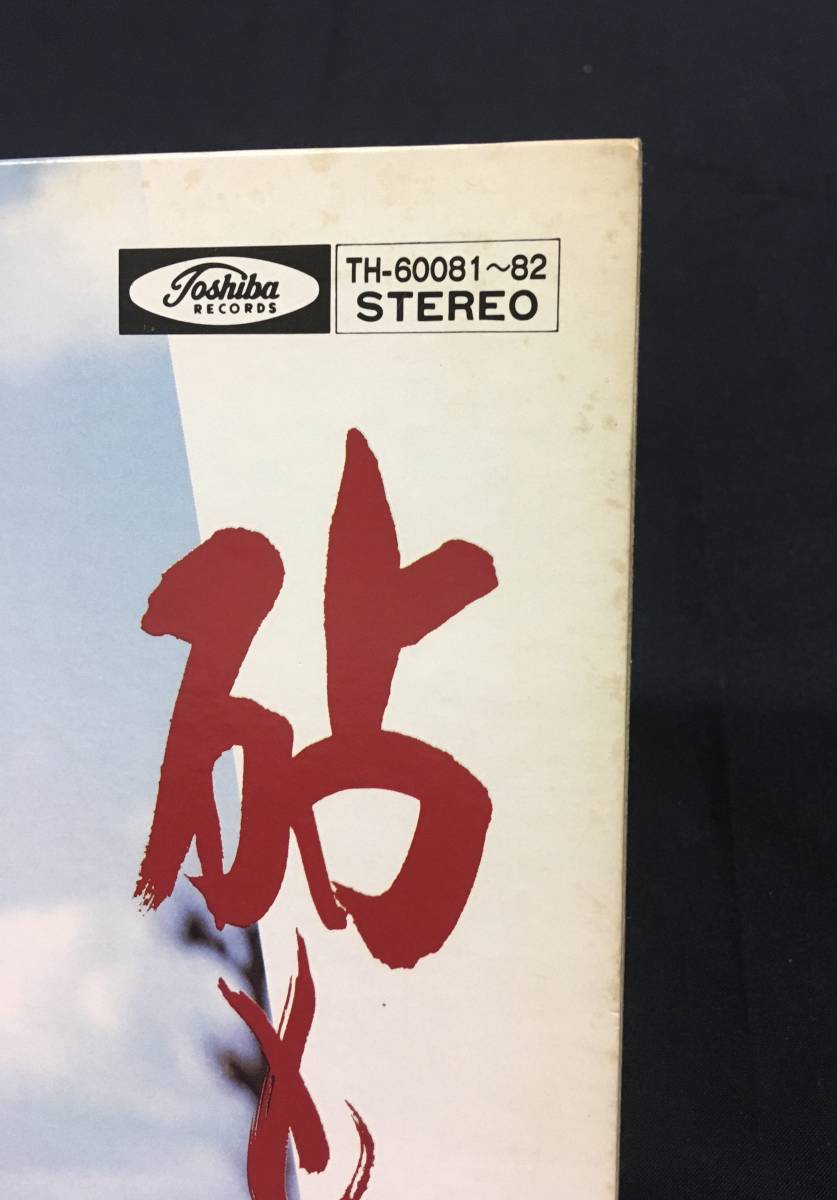 Toshiba
RECORDS
TH-60081~82
STEREO
砧